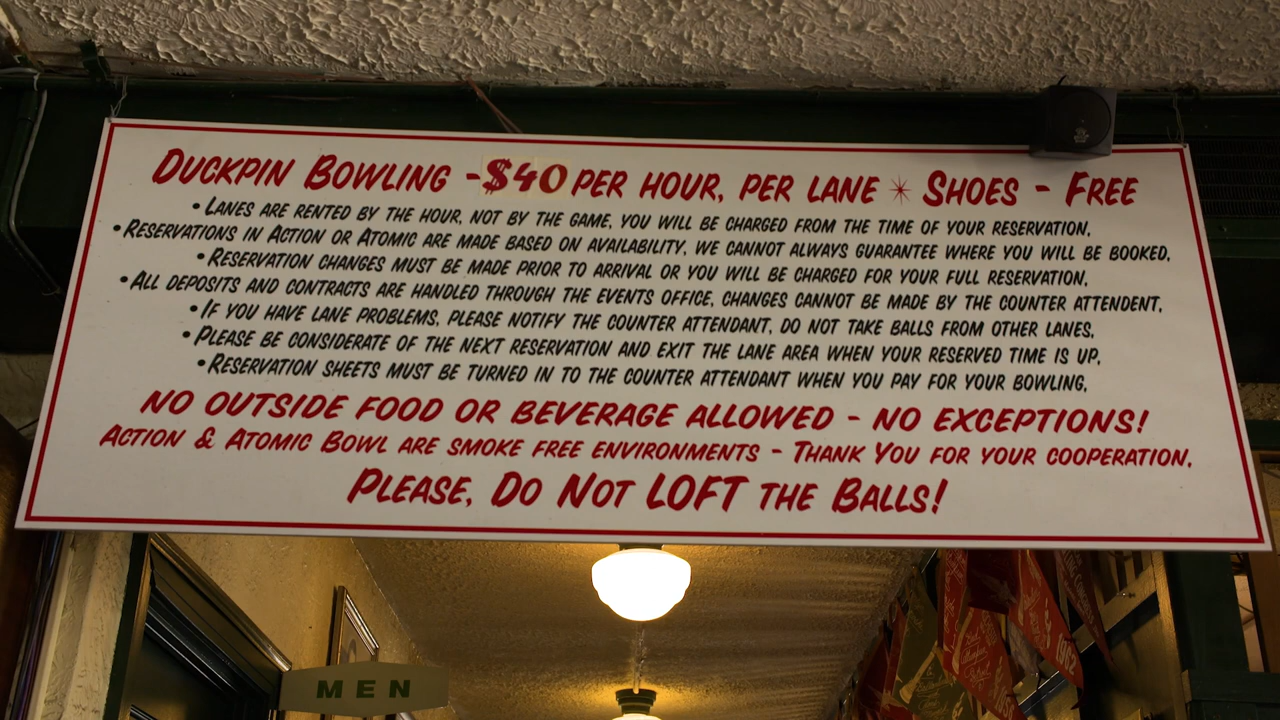 Duckpin Bowling - $40 per hour, per lane * Shoes - Free
• Lanes are rented by the hour, not by the game, you will be charged from the time of your reservation.
• Reservations in Action or Atomic are made based on availability, we cannot always guarantee where you will be booked.
• Reservation changes must be made prior to arrival or you will be charged for your full reservation.
• All deposits and contracts are handled through the events office, changes cannot be made by the counter attendent.
• If you have lane problems, please notify the counter attendant, do not take balls from other lanes.
• Please be considerate of the next reservation and exit the lane area when your reserved time is up.
• Reservation sheets must be turned in to the counter attendant when you pay for your bowling.
NO OUTSIDE FOOD OR BEVERAGE ALLOWED - NO EXCEPTIONS!
Action & Atomic Bowl are smoke free environments - Thank You for your cooperation.
Please, Do Not LOFT the Balls!
MEN
1962